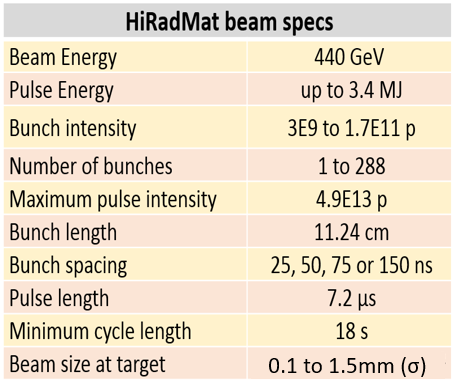 HiRadMat beam specs
Beam Energy 440 GeV
Pulse Energy up to 3.4 MJ
Bunch intensity 3E9 to 1.7E11 p
Number of bunches 1 to 288
Maximum pulse intensity 4.9E13 p
Bunch length 11.24 cm
Bunch spacing 25, 50, 75 or 150 ns
Pulse length 7.2 µs
Minimum cycle length 18 s
Beam size at target 0.1 to 1.5mm (σ)